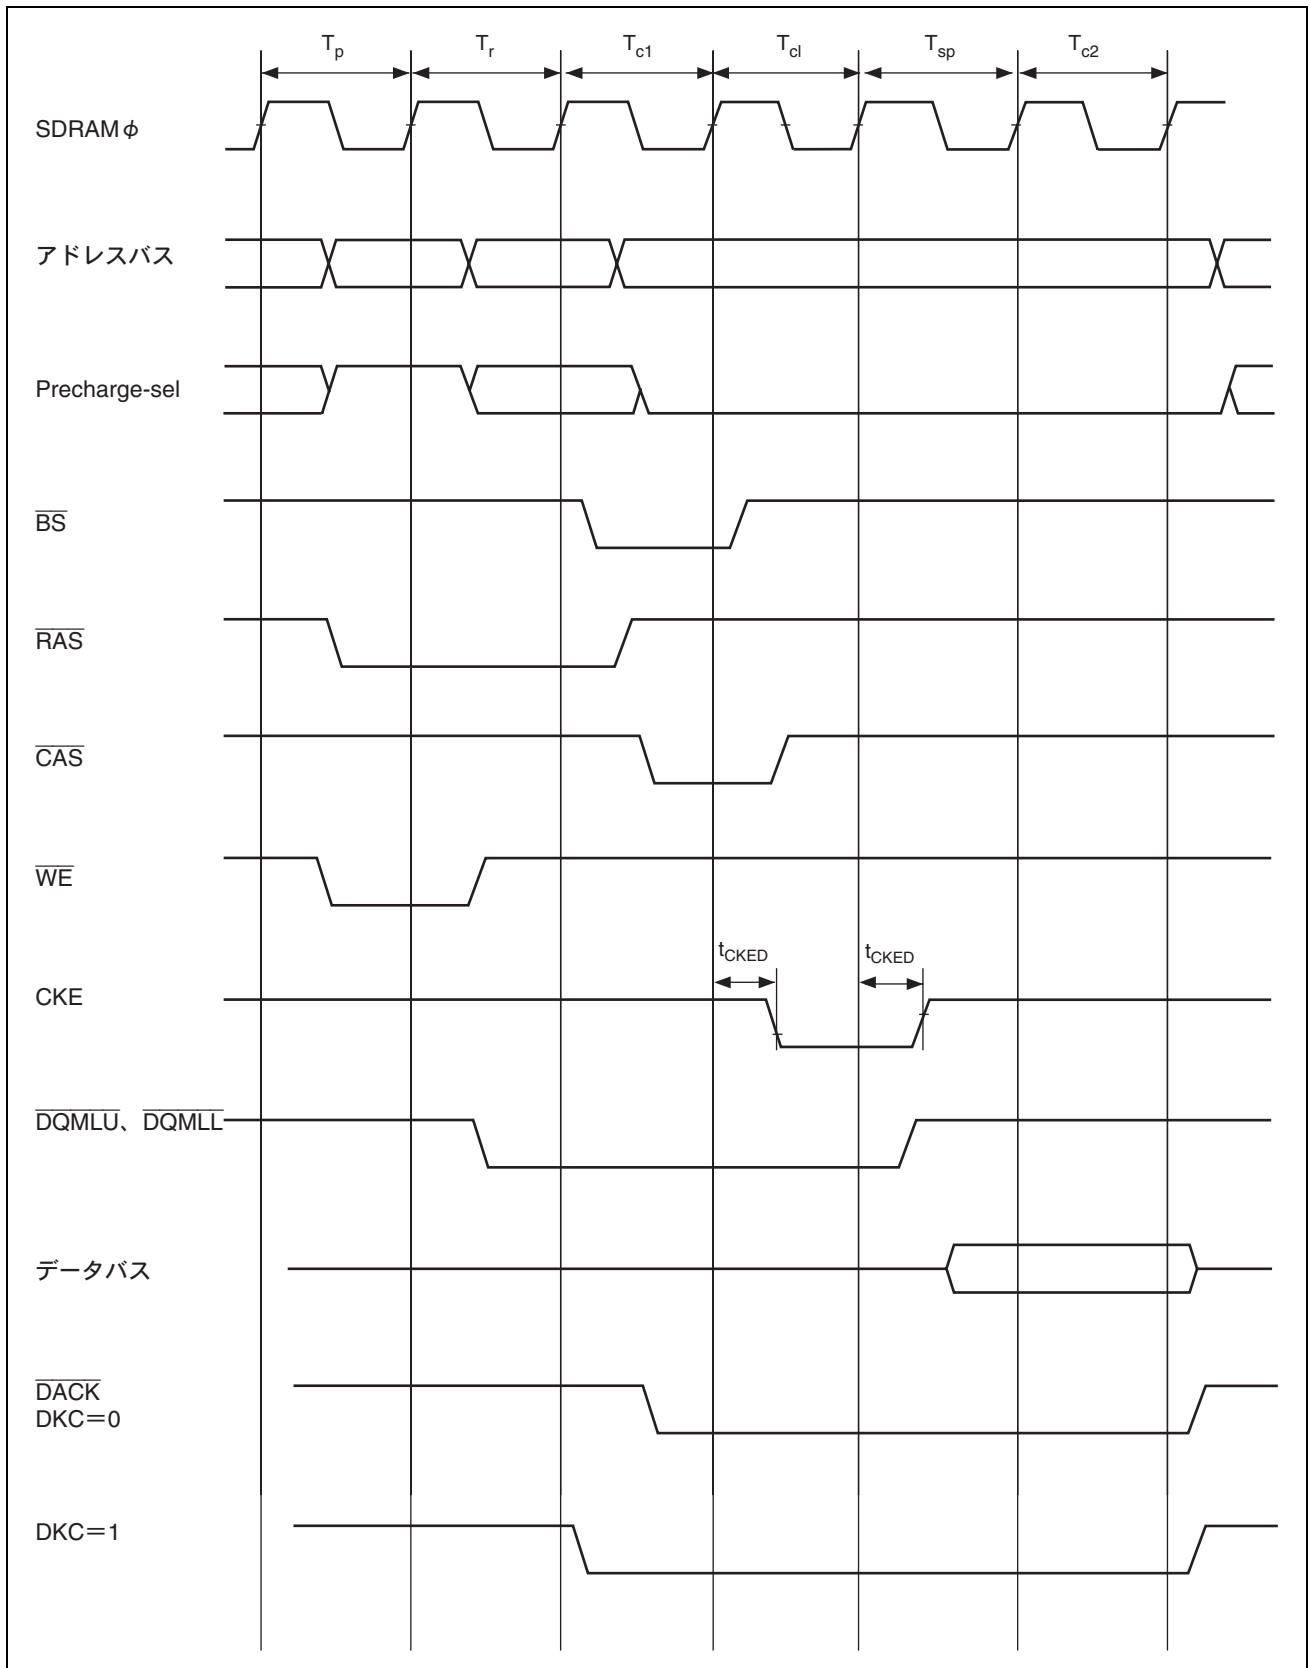 Tp Tr Tc1 Tcl Tsp Tc2
SDRAMφ
アドレスバス
Precharge-sel
BS
RAS
CAS
WE
tCKED tCKED
CKE
DQMLU、DQMLL
データバス
DACK
DKC=0
DKC=1